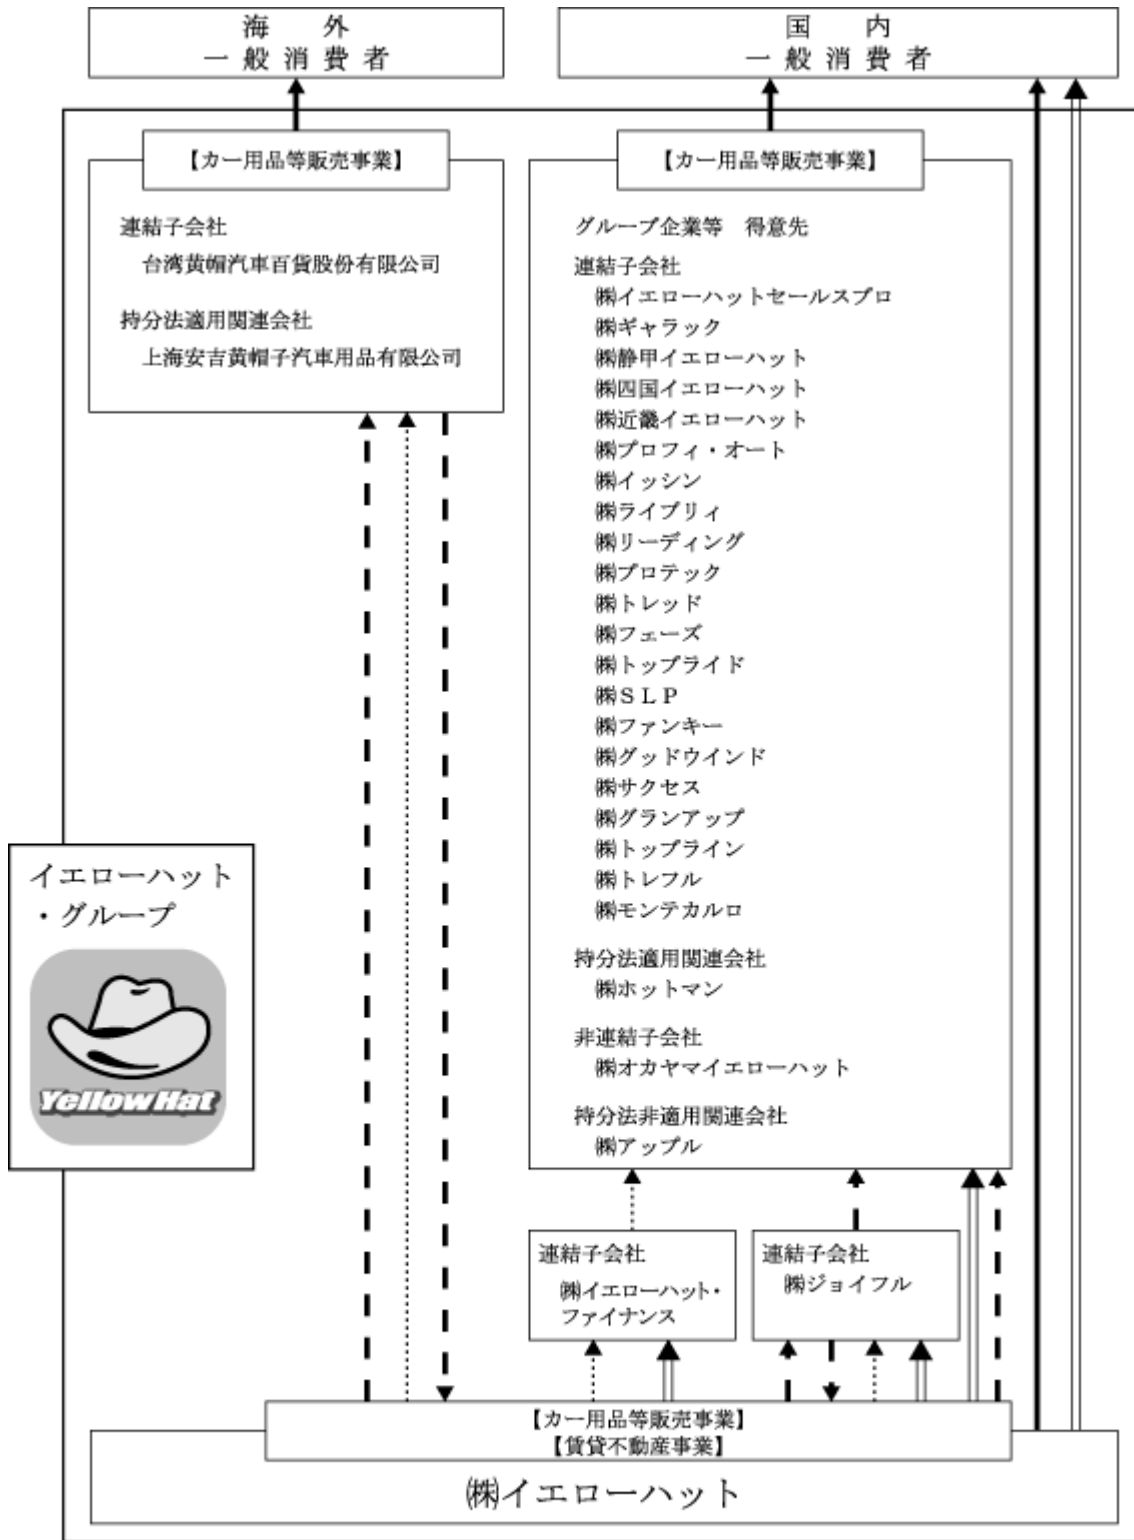 海　外
一般消費者
国　内
一般消費者
【カー用品等販売事業】
連結子会社
台湾黄帽汽車百貨股份有限公司
持分法適用関連会社
上海安吉黄帽子汽車用品有限公司
【カー用品等販売事業】
グループ企業等　得意先
連結子会社
㈱イエローハットセールスプロ
㈱ギャラック
㈱静甲イエローハット
㈱四国イエローハット
㈱近畿イエローハット
㈱プロフィ・オート
㈱イッシン
㈱ライブリィ
㈱リーディング
㈱プロテック
㈱トレッド
㈱フェーズ
㈱トップライド
㈱ＳＬＰ
㈱ファンキー
㈱グッドウインド
㈱サクセス
㈱グランアップ
㈱トップライン
㈱トレフル
㈱モンテカルロ
持分法適用関連会社
㈱ホットマン
非連結子会社
㈱オカヤマイエローハット
持分法非適用関連会社
㈱アップル
イエローハット
・グループ
YellowHat
連結子会社
㈱イエローハット・
ファイナンス
連結子会社
㈱ジョイフル
【カー用品等販売事業】
【賃貸不動産事業】
㈱イエローハット